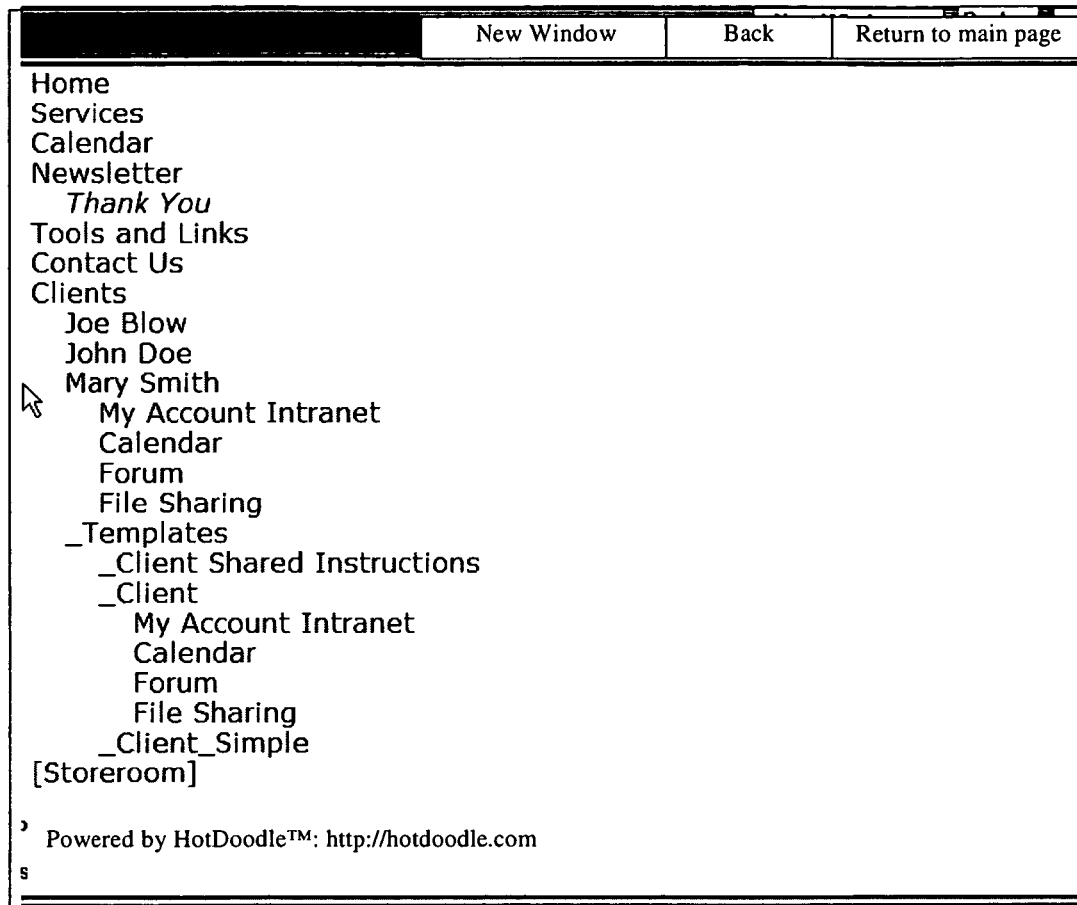 New Window Back Return to main page
Home
Services
Calendar
Newsletter
Thank You
Tools and Links
Contact Us
Clients
Joe Blow
John Doe
Mary Smith
My Account Intranet
Calendar
Forum
File Sharing
_Templates
_Client Shared Instructions
_Client
My Account Intranet
Calendar
Forum
File Sharing
_Client_Simple
[Storeroom]
Powered by HotDoodle™: http://hotdoodle.com
s